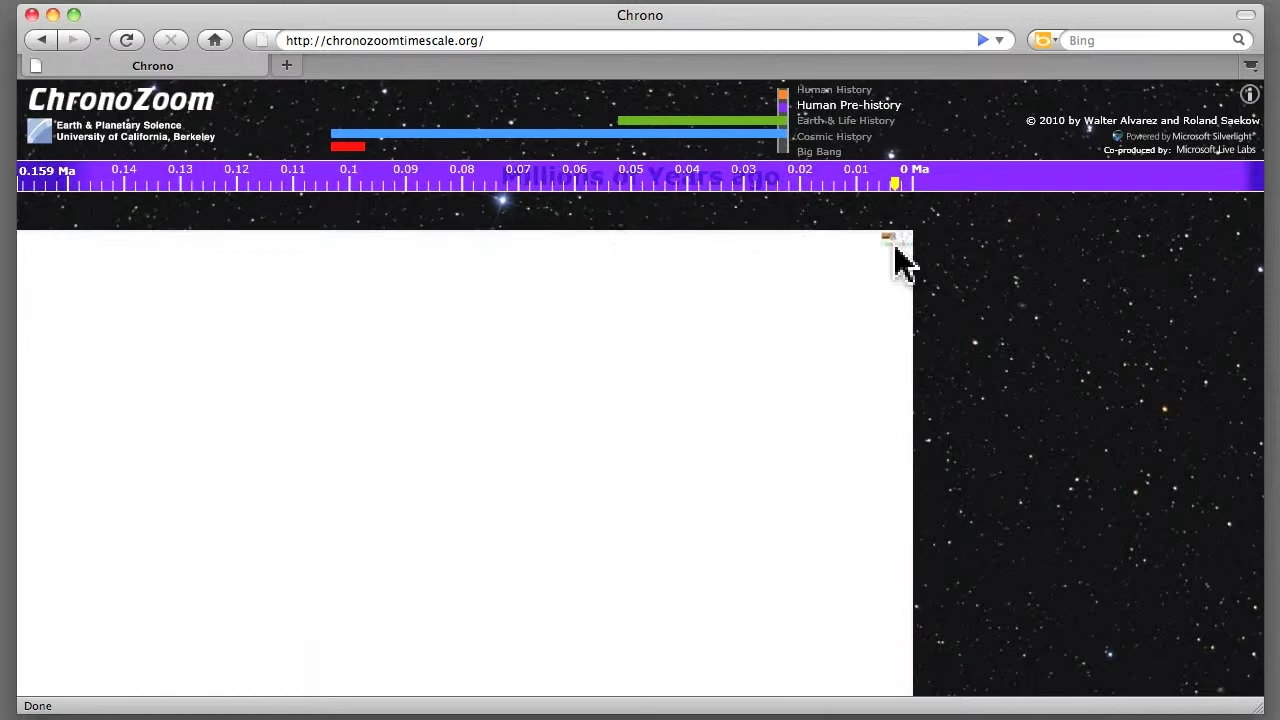 Chrono
http://chronozoomtimescale.org/
Bing
Chrono
ChronoZoom
Earth & Planetary Science
University of California, Berkeley
Human History
Human Pre-history
Earth & Life History
Cosmic History
Big Bang
© 2010 by Walter Alvarez and Roland Saekow
Powered by Microsoft Silverlight™
Co-produced by: Microsoft Live Labs
0.159 Ma 0.14 0.13 0.12 0.11 0.1 0.09 0.08 0.07 0.06 0.05 0.04 0.03 0.02 0.01 0 Ma
Millions of Years ago
Done